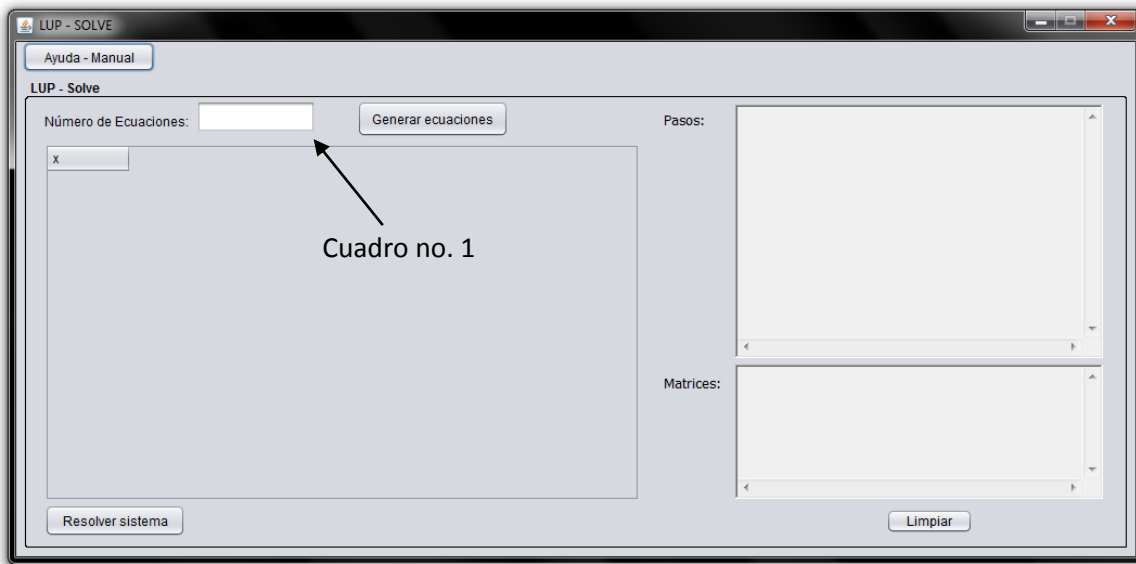 LUP - SOLVE
Ayuda - Manual
LUP - Solve
Número de Ecuaciones:
Generar ecuaciones
Pasos:
x
Cuadro no. 1
Matrices:
Resolver sistema
Limpiar